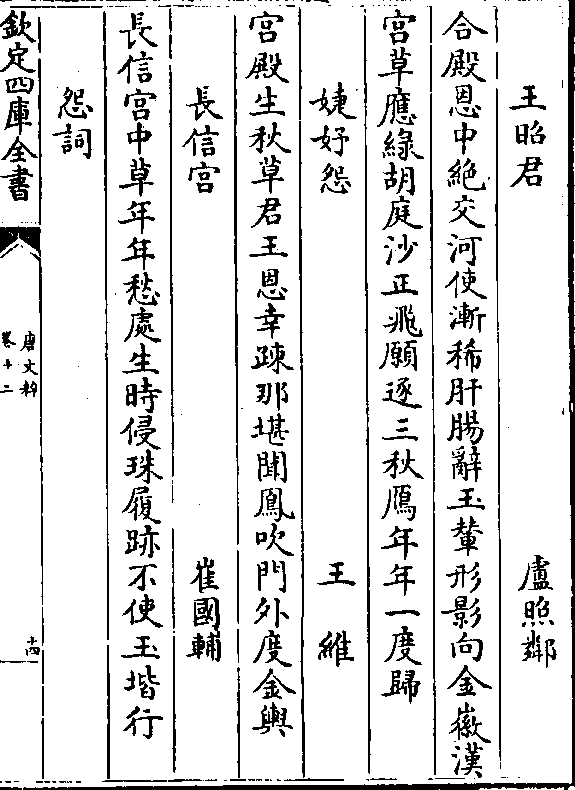 王昭君 盧照鄰
合殿恩中絶交河使漸稀肝腸辭玉輦形影向金㣲漢
宮草應緑胡庭沙正飛願逐三秋鴈年年一度歸
婕妤怨 王維
宫殿生秋草君王恩幸疎那堪聞鳳吹門外度金輿
長信宫 崔國輔
長信宫中草年年愁處生時侵珠履跡不使玉堦行
怨詞
欽定四庫全書
唐文粹
卷十二
十四